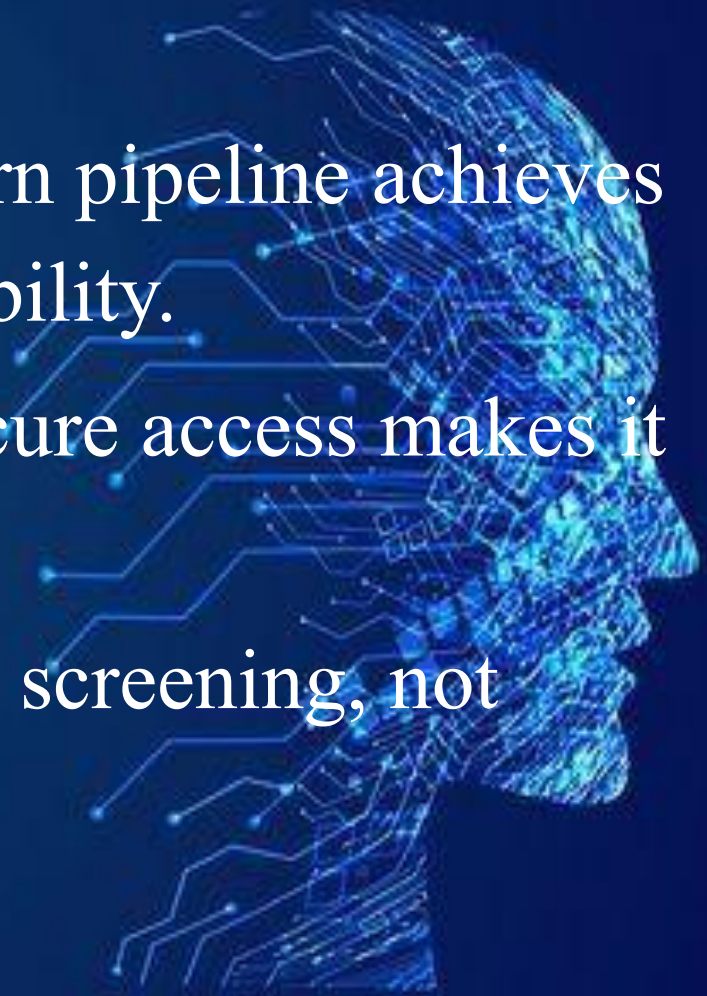 rn pipeline achieves
bility.
cure access makes it
screening, not